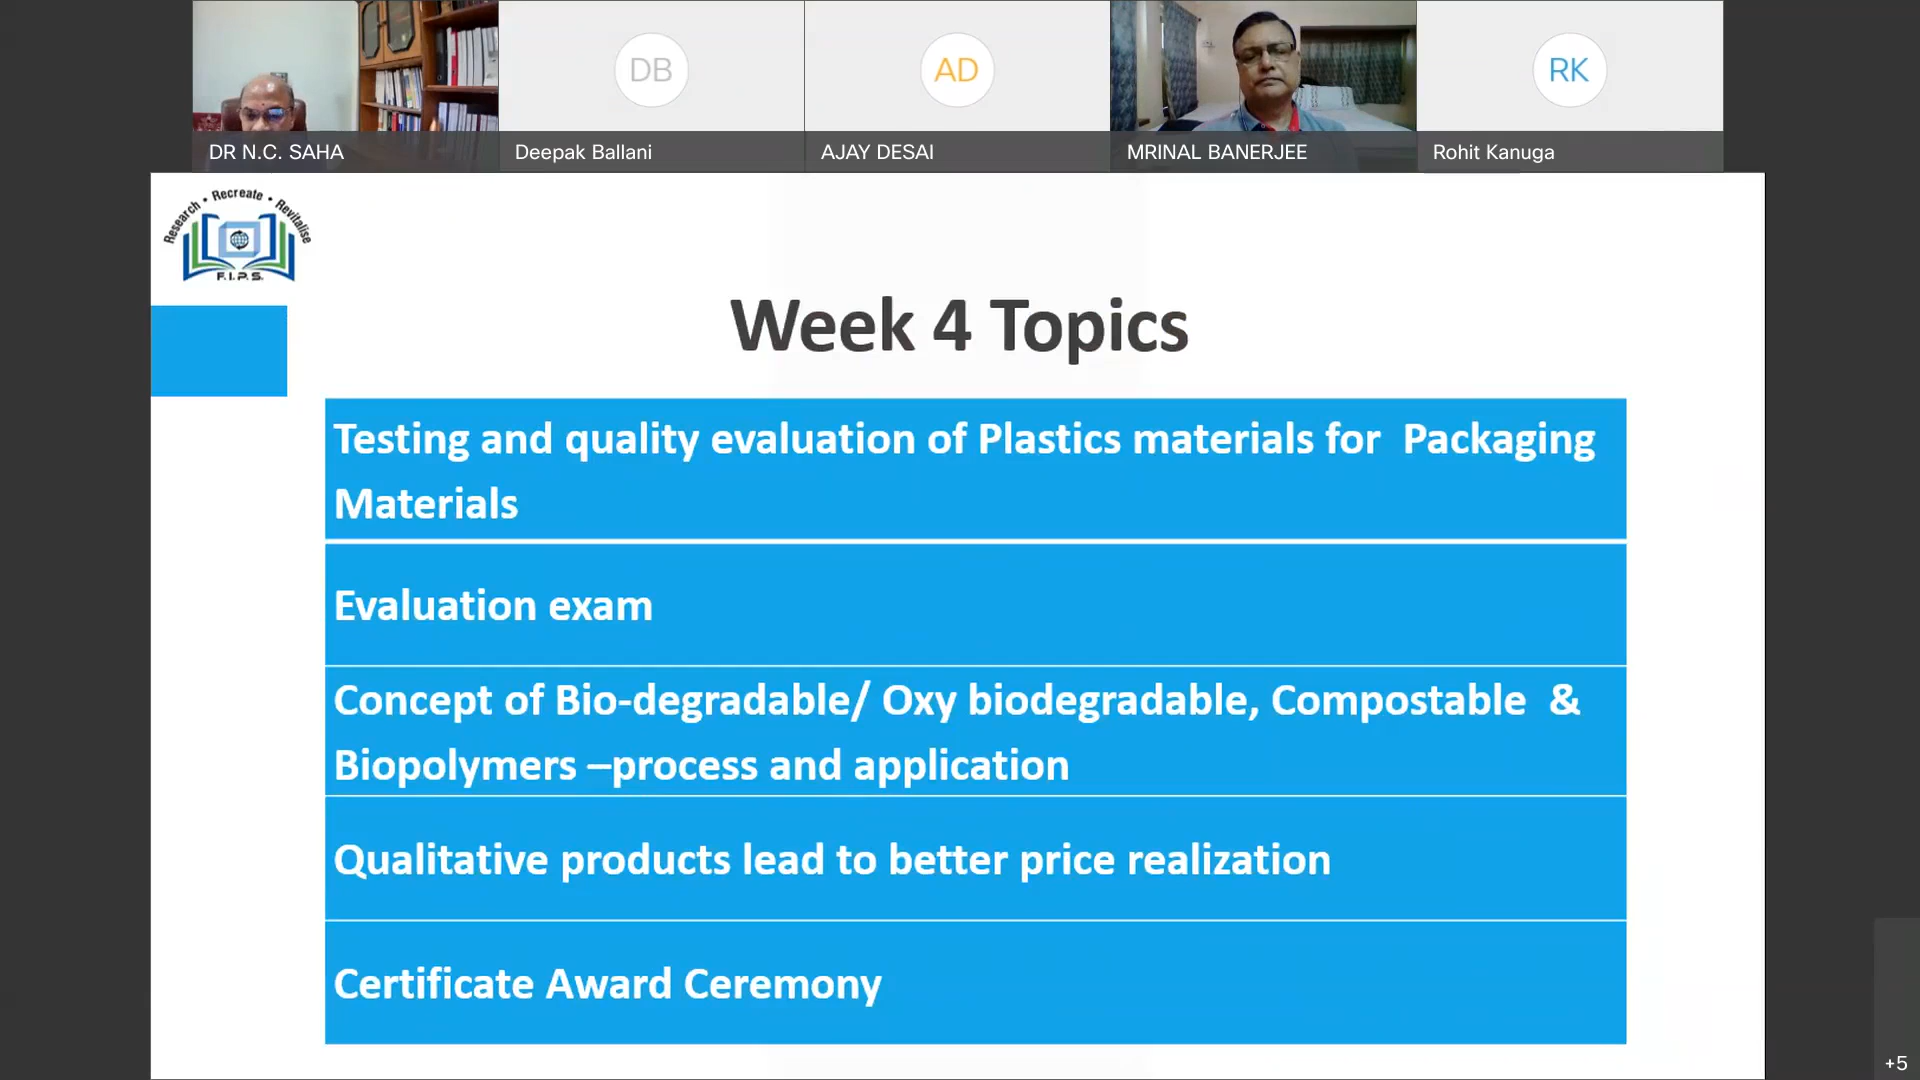 DB
AD
RK
DR N.C. SAHA
Deepak Ballani
AJAY DESAI
MRINAL BANERJEE
Rohit Kanuga
Research • Recreate • Revitalise
F.I.P.S.
Week 4 Topics
Testing and quality evaluation of Plastics materials for Packaging
Materials
Evaluation exam
Concept of Bio-degradable/ Oxy biodegradable, Compostable &
Biopolymers –process and application
Qualitative products lead to better price realization
Certificate Award Ceremony
+5